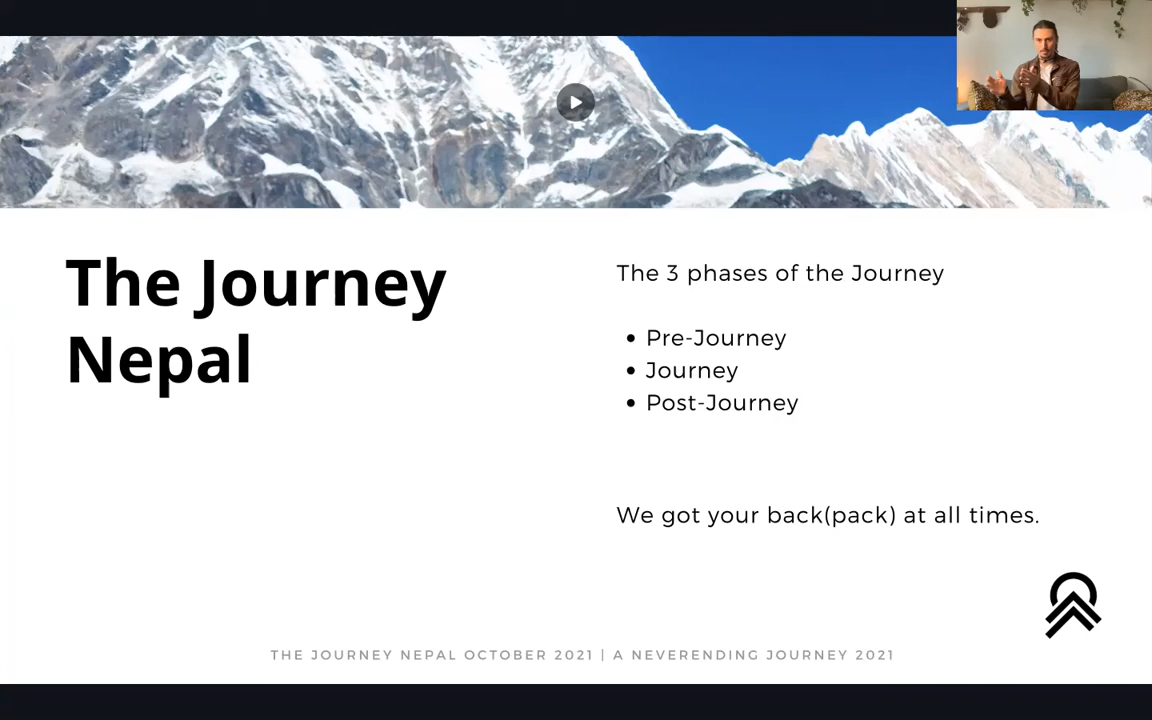 The Journey
Nepal
The 3 phases of the Journey
• Pre-Journey
• Journey
• Post-Journey
We got your back(pack) at all times.
THE JOURNEY NEPAL OCTOBER 2021 | A NEVERENDING JOURNEY 2021